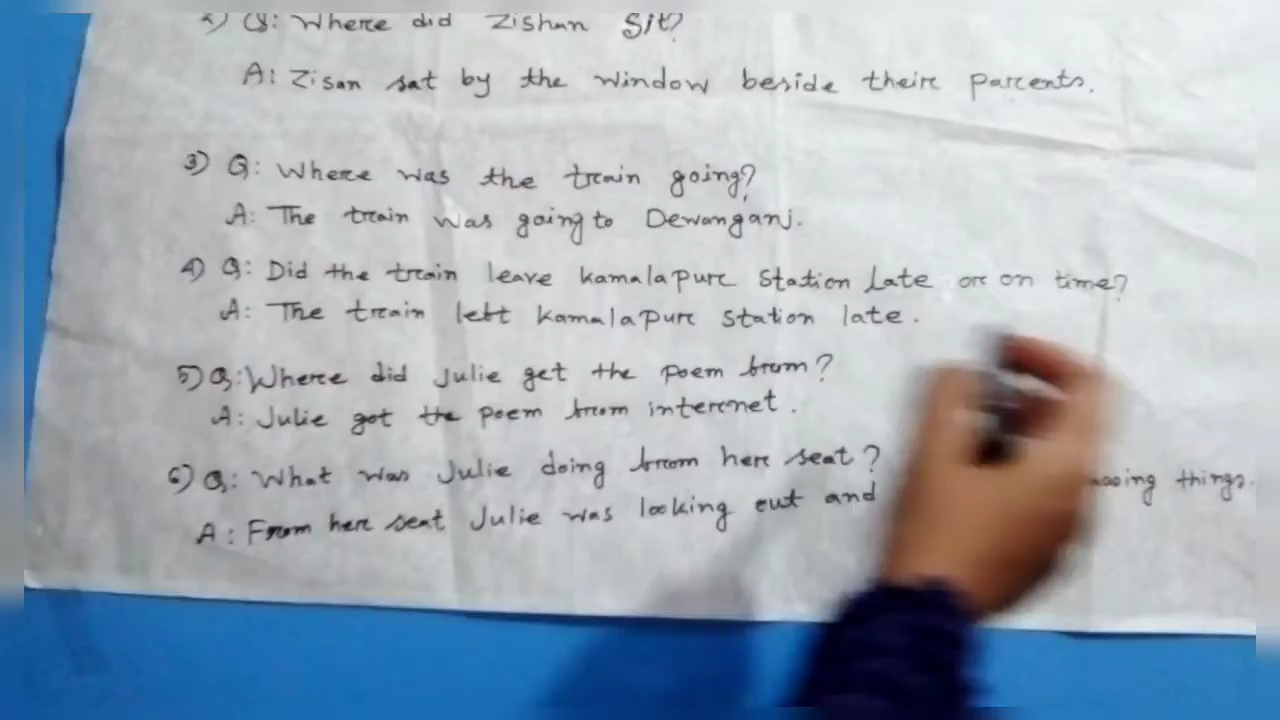 2) Q: Where did Zishan Sit?
A: Zisan sat by the window beside their parents.
3) Q: Where was the train going?
A: The train was going to Dewanganj.
4) Q: Did the train leave kamalapur Station Late or on time?
A: The train left kamalapur station late.
5) Q: Where did Julie get the poem from?
A: Julie got the poem from internet.
6) Q: What was Julie doing from her seat?
A: From her seat Julie was looking out and things.